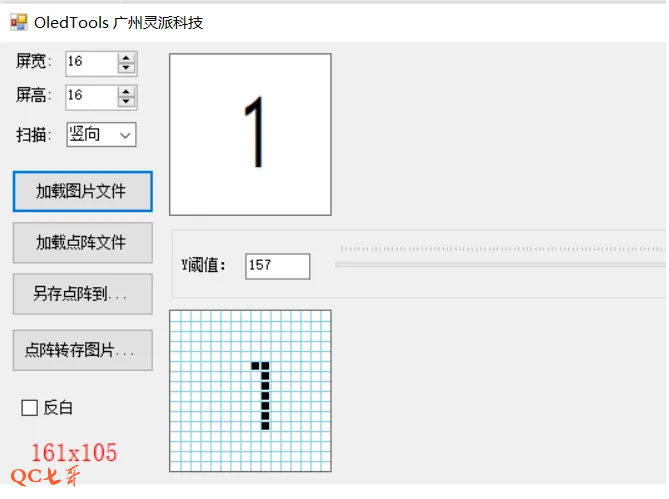 OledTools 广州灵派科技
屏宽: 16
屏高: 16
扫描: 竖向
加载图片文件
加载点阵文件
另存点阵到...
点阵转存图片...
反白
161x105
QC七哥
1
Y阈值: 157
1